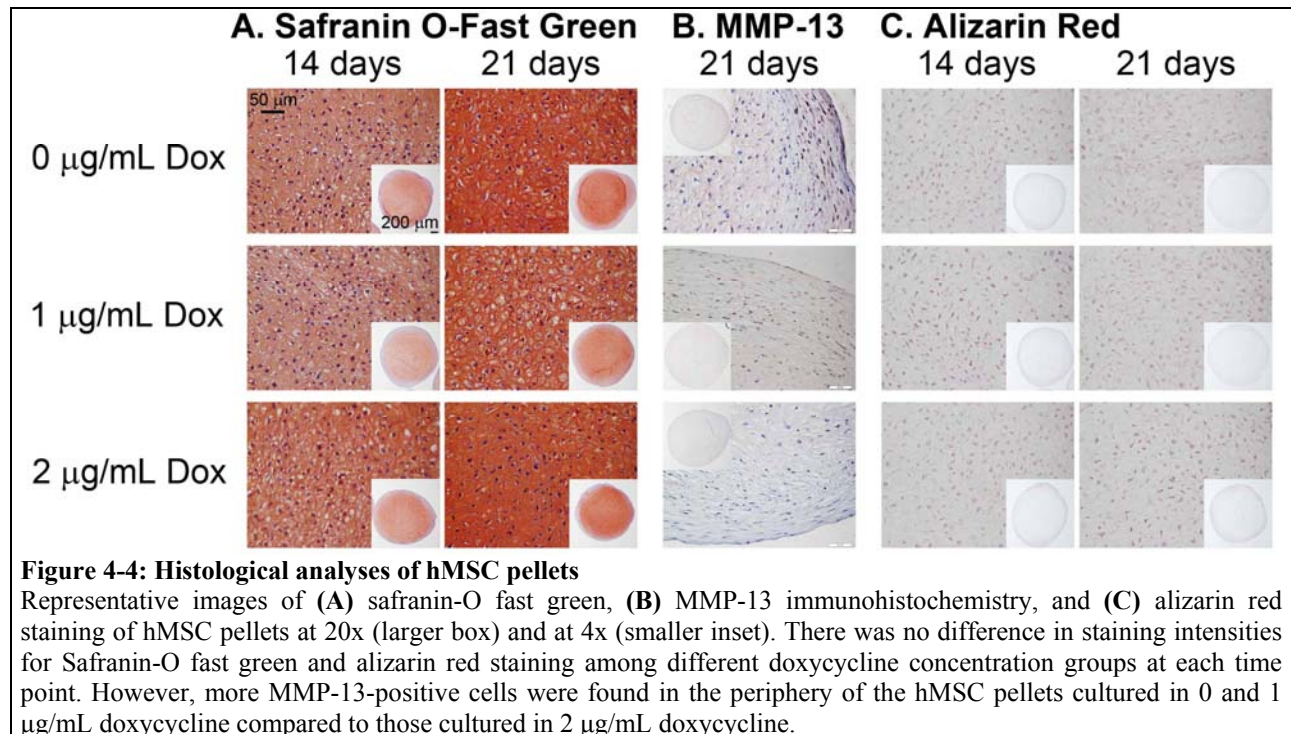 A. Safranin O-Fast Green B. MMP-13 C. Alizarin Red
14 days 21 days 21 days 14 days 21 days
50 μm
0 μg/mL Dox
200 μm
1 μg/mL Dox
2 μg/mL Dox
Figure 4-4: Histological analyses of hMSC pellets
Representative images of (A) safranin-O fast green, (B) MMP-13 immunohistochemistry, and (C) alizarin red
staining of hMSC pellets at 20x (larger box) and at 4x (smaller inset). There was no difference in staining intensities
for Safranin-O fast green and alizarin red staining among different doxycycline concentration groups at each time
point. However, more MMP-13-positive cells were found in the periphery of the hMSC pellets cultured in 0 and 1
μg/mL doxycycline compared to those cultured in 2 μg/mL doxycycline.